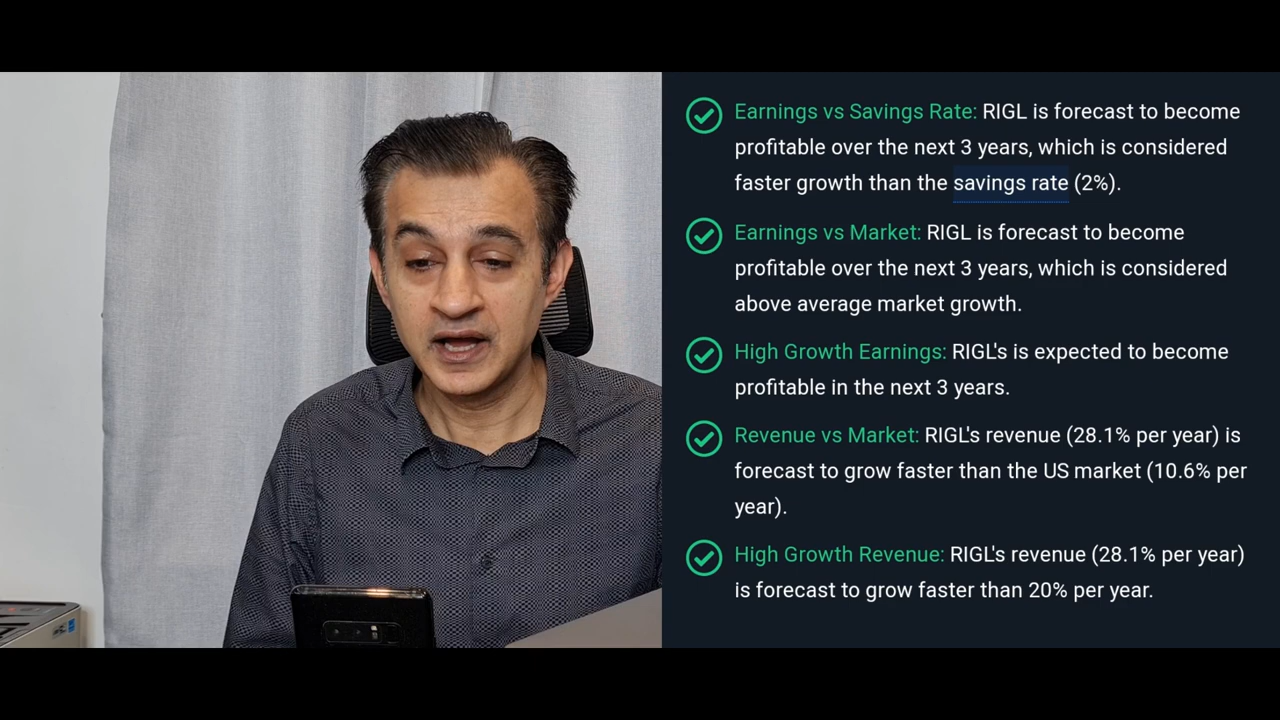 Earnings vs Savings Rate: RIGL is forecast to become
profitable over the next 3 years, which is considered
faster growth than the savings rate (2%).
Earnings vs Market: RIGL is forecast to become
profitable over the next 3 years, which is considered
above average market growth.
High Growth Earnings: RIGL's is expected to become
profitable in the next 3 years.
Revenue vs Market: RIGL's revenue (28.1% per year) is
forecast to grow faster than the US market (10.6% per
year).
High Growth Revenue: RIGL's revenue (28.1% per year)
is forecast to grow faster than 20% per year.